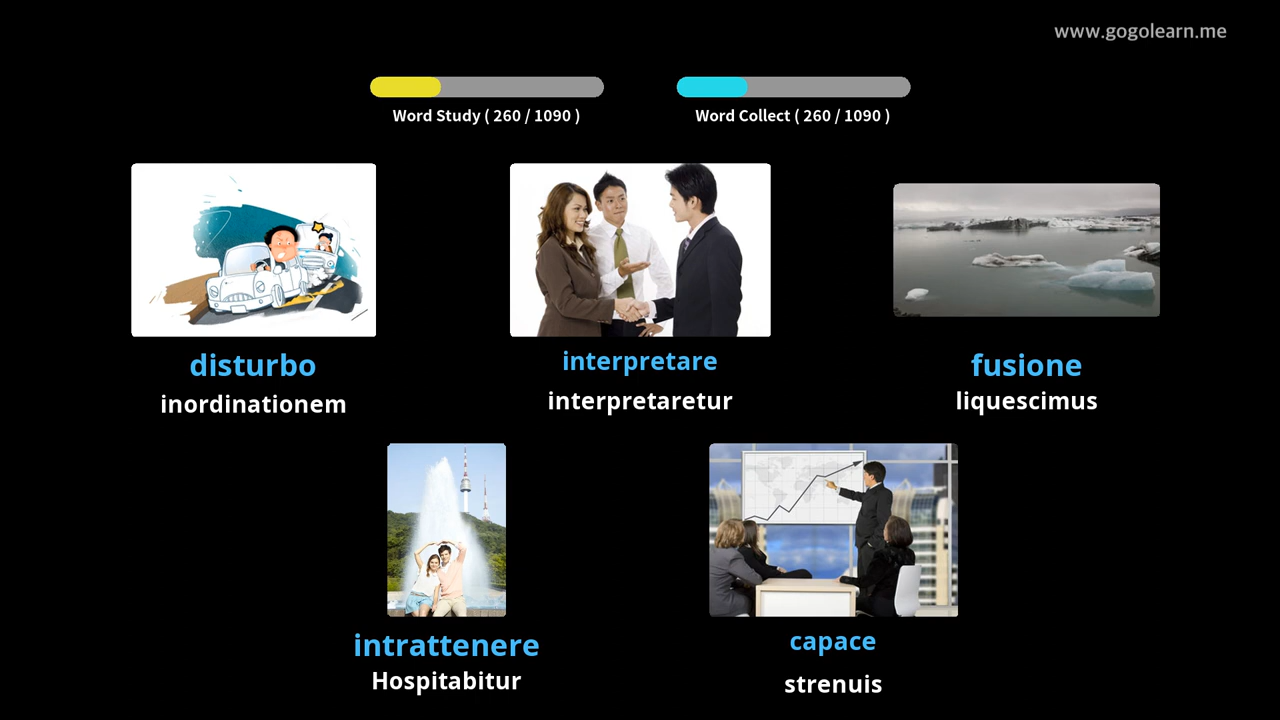 www.gogolearn.me
Word Study ( 260 / 1090 )
Word Collect ( 260 / 1090 )
disturbo
inordinationem
interpretare
interpretaretur
fusione
liquescimus
intrattenere
Hospitabitur
capace
strenuis